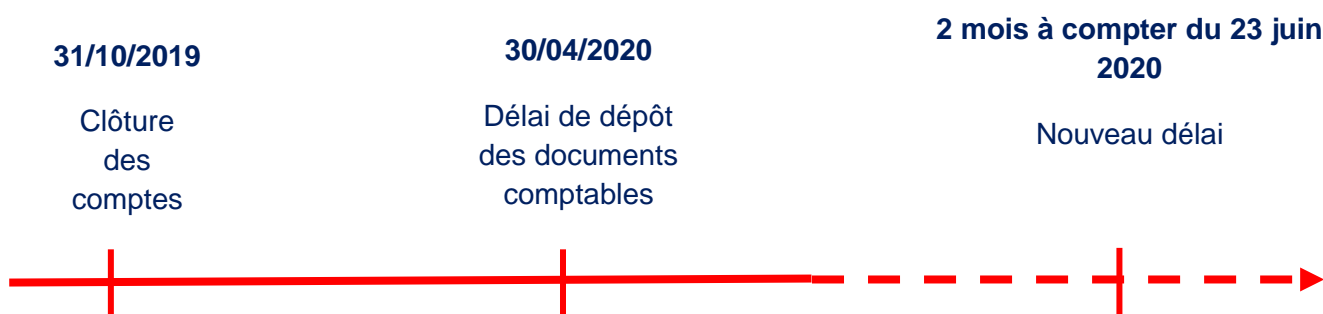 31/10/2019
Clôture
des
comptes
30/04/2020
Délai de dépôt
des documents
comptables
2 mois à compter du 23 juin
2020
Nouveau délai